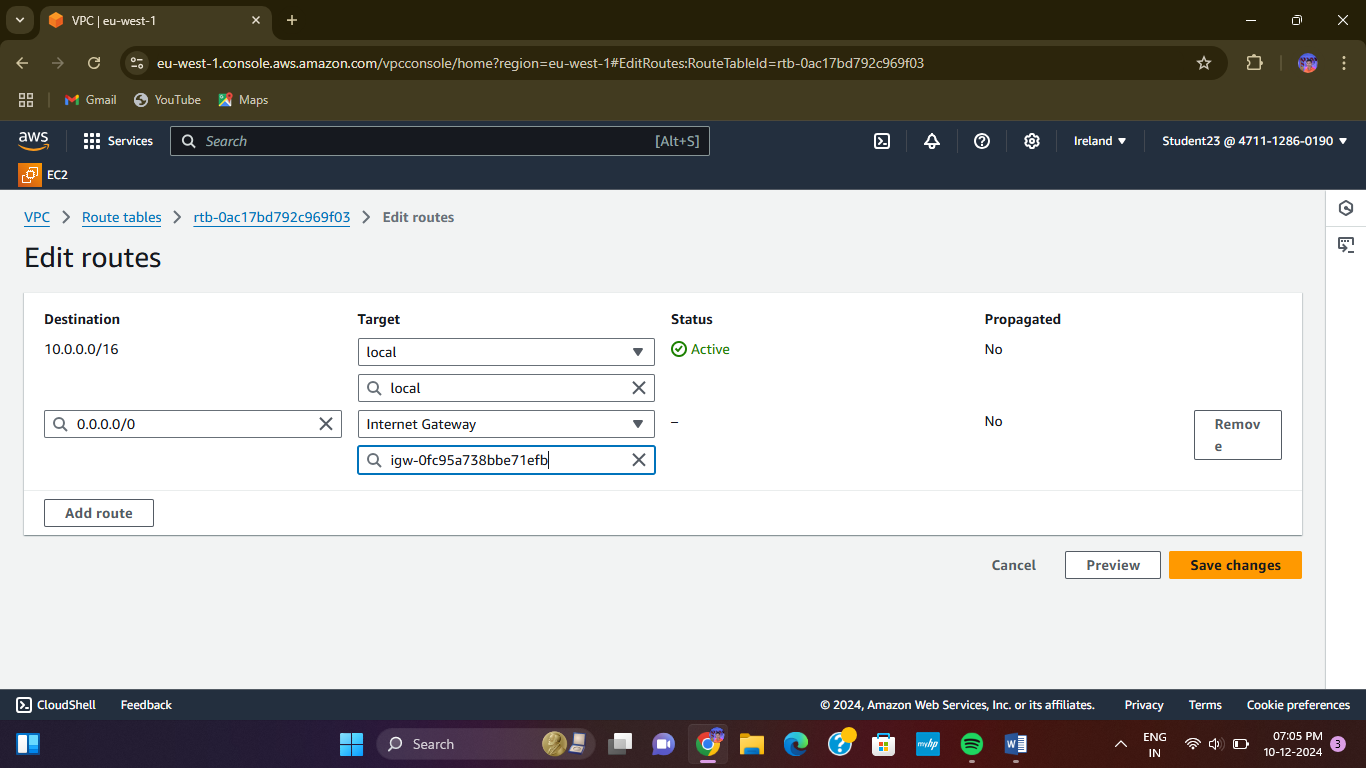 VPC | eu-west-1
eu-west-1.console.aws.amazon.com/vpcconsole/home?region=eu-west-1#EditRoutes:RouteTableId=rtb-0ac17bd792c969f03
Gmail YouTube Maps
aws Services Search [Alt+S] Ireland Student23 @ 4711-1286-0190
EC2
VPC Route tables rtb-0ac17bd792c969f03 Edit routes
Edit routes
Destination Target Status Propagated
10.0.0.0/16 local Active No
local
0.0.0.0/0 Internet Gateway – No Remov
e
igw-0fc95a738bbe71efb
Add route
Cancel Preview Save changes
CloudShell Feedback © 2024, Amazon Web Services, Inc. or its affiliates. Privacy Terms Cookie preferences
Search myhp W ENG
IN
07:05 PM
10-12-2024 3